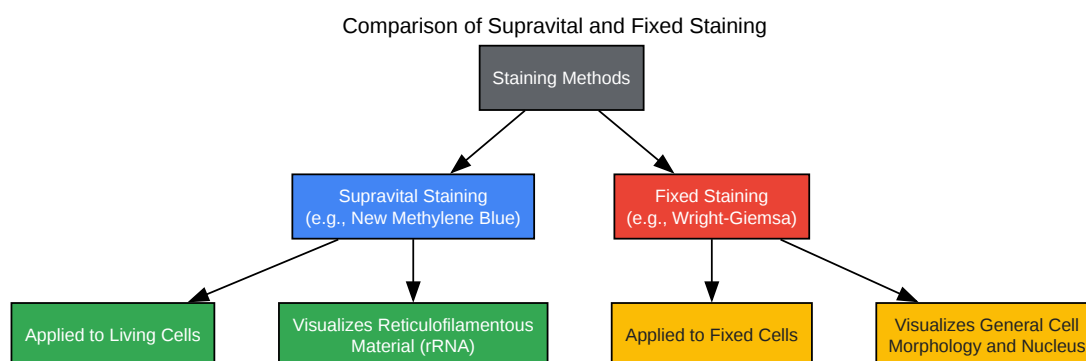 Comparison of Supravital and Fixed Staining
Staining Methods
Supravital Staining
(e.g., New Methylene Blue)
Fixed Staining
(e.g., Wright-Giemsa)
Applied to Living Cells
Visualizes Reticulofilamentous
Material (rRNA)
Applied to Fixed Cells
Visualizes General Cell
Morphology and Nucleus